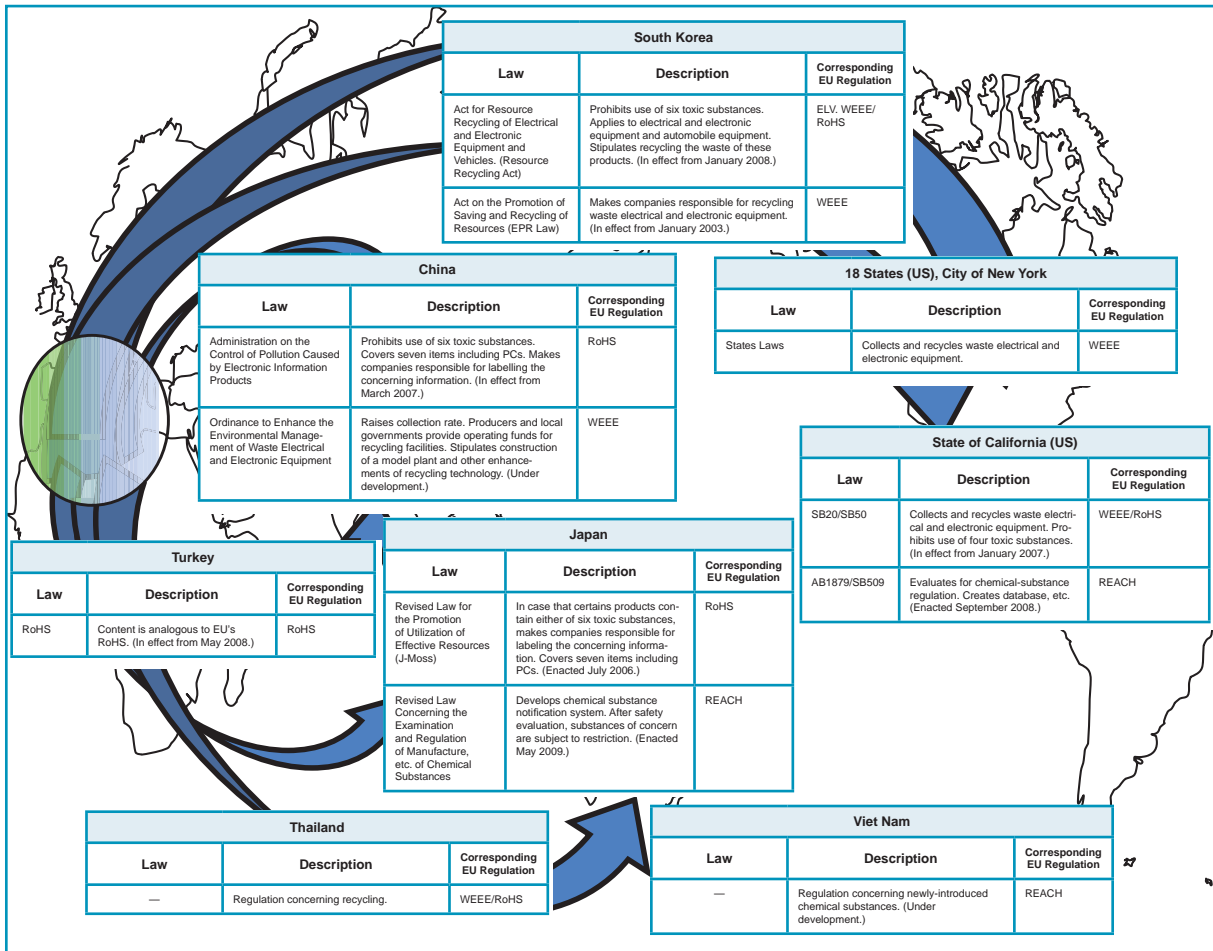 South Korea
Law
Description
Corresponding
EU Regulation
Act for Resource
Recycling of Electrical
and Electronic
Equipment and
Vehicles. (Resource
Recycling Act)
Prohibits use of six toxic substances.
Applies to electrical and electronic
equipment and automobile equipment.
Stipulates recycling the waste of these
products. (In effect from January 2008.)
ELV. WEEE/
RoHS
Act on the Promotion of
Saving and Recycling of
Resources (EPR Law)
Makes companies responsible for recycling
waste electrical and electronic equipment.
(In effect from January 2003.)
WEEE
China
Law
Description
Corresponding
EU Regulation
Administration on the
Control of Pollution Caused
by Electronic Information
Products
Prohibits use of six toxic substances.
Covers seven items including PCs. Makes
companies responsible for labelling the
concerning information. (In effect from
March 2007.)
RoHS
Ordinance to Enhance the
Environmental Manage-
ment of Waste Electrical
and Electronic Equipment
Raises collection rate. Producers and local
governments provide operating funds for
recycling facilities. Stipulates construction
of a model plant and other enhance-
ments of recycling technology. (Under
development.)
WEEE
18 States (US), City of New York
Law
Description
Corresponding
EU Regulation
States Laws
Collects and recycles waste electrical and
electronic equipment.
WEEE
State of California (US)
Law
Description
Corresponding
EU Regulation
SB20/SB50
Collects and recycles waste electri-
cal and electronic equipment. Pro-
hibits use of four toxic substances.
(In effect from January 2007.)
WEEE/RoHS
AB1879/SB509
Evaluates for chemical-substance
regulation. Creates database, etc.
(Enacted September 2008.)
REACH
Turkey
Law
Description
Corresponding
EU Regulation
RoHS
Content is analogous to EU's
RoHS. (In effect from May 2008.)
RoHS
Japan
Law
Description
Corresponding
EU Regulation
Revised Law for
the Promotion
of Utilization of
Effective Resources
(J-Moss)
In case that certains products con-
tain either of six toxic substances,
makes companies responsible for
labeling the concerning informa-
tion. Covers seven items including
PCs. (Enacted July 2006.)
RoHS
Revised Law
Concerning the
Examination
and Regulation
of Manufacture,
etc. of Chemical
Substances
Develops chemical substance
notification system. After safety
evaluation, substances of concern
are subject to restriction. (Enacted
May 2009.)
REACH
Thailand
Law
Description
Corresponding
EU Regulation
—
Regulation concerning recycling.
WEEE/RoHS
Viet Nam
Law
Description
Corresponding
EU Regulation
—
Regulation concerning newly-introduced
chemical substances. (Under
development.)
REACH